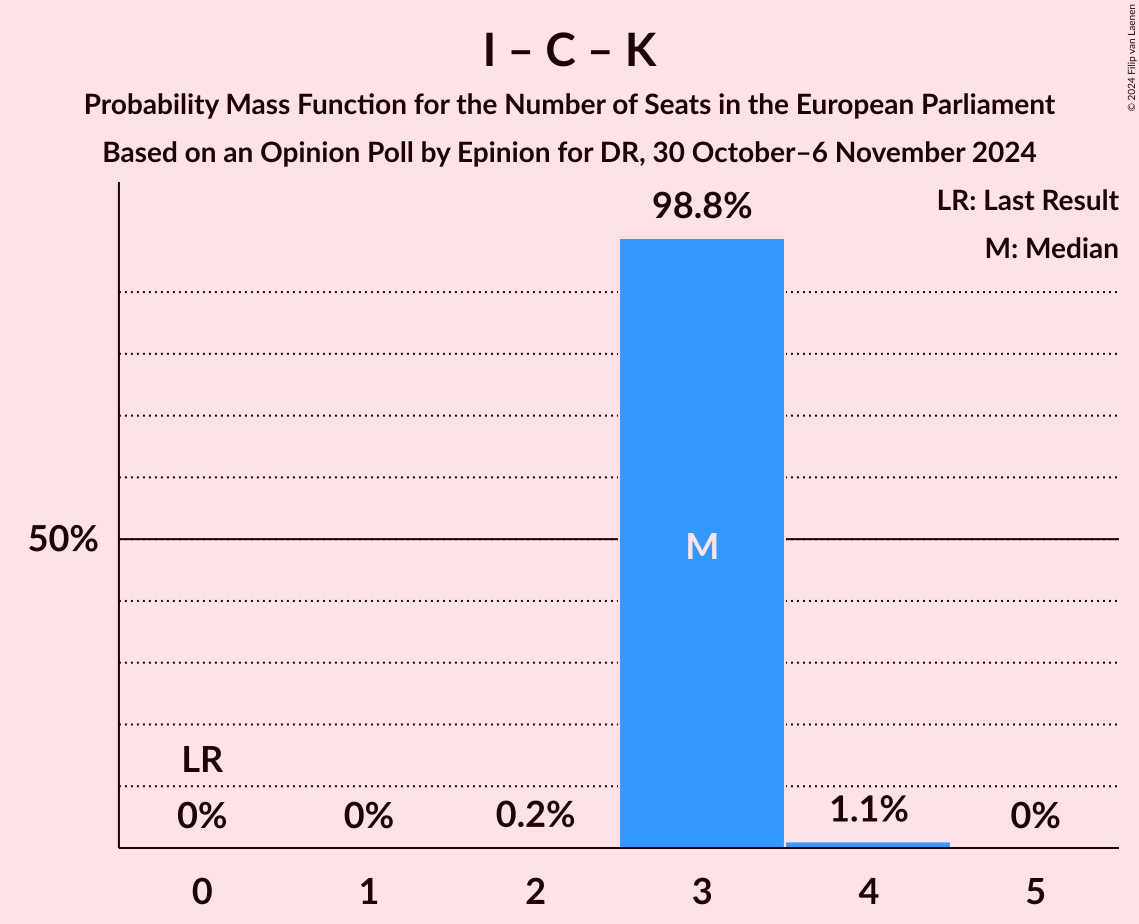 I – C – K
Probability Mass Function for the Number of Seats in the European Parliament
Based on an Opinion Poll by Epinion for DR, 30 October–6 November 2024
© 2024 Filip van Laenen
LR: Last Result
M: Median
98.8%
50%
M
LR
0%
0%
0.2%
1.1%
0%
0
1
2
3
4
5